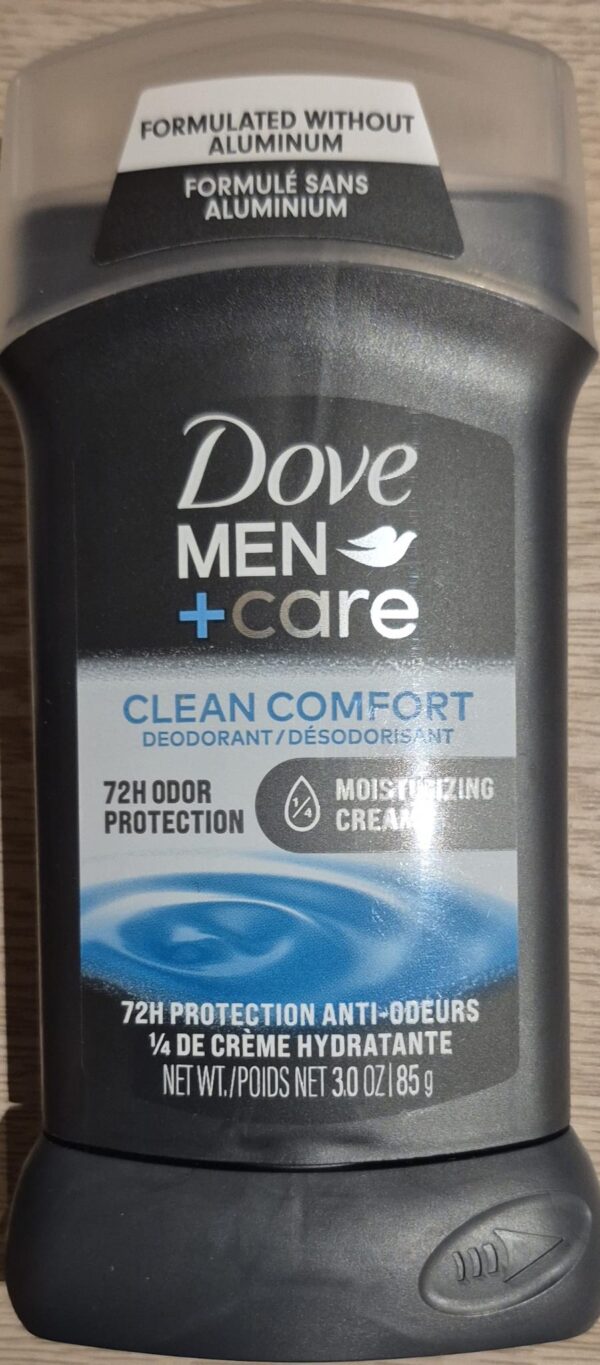 FORMULATED WITHOUT
ALUMINUM
FORMULÉ SANS
ALUMINIUM
Dove
MEN
+care
CLEAN COMFORT
DEODORANT/DÉSODORISANT
72H ODOR
PROTECTION
1/4
MOISTURIZING
CREAM
72H PROTECTION ANTI-ODEURS
1/4 DE CRÈME HYDRATANTE
NET WT./POIDS NET 3.0 OZ|85 g